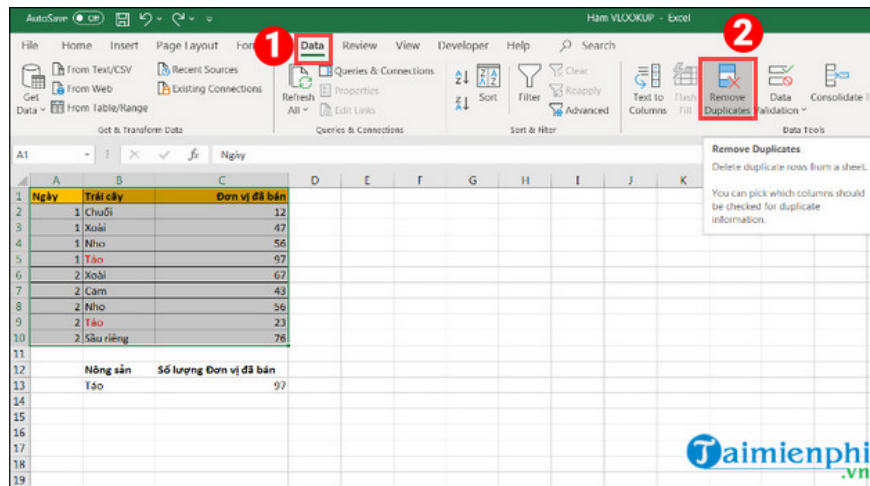 AutoSave Off Ham VLOOKUP - Excel
File Home Insert Page Layout For 1 Data Review View Developer Help Search 2
Get Data
From Text/CSV
From Web
From Table/Range
Recent Sources
Existing Connections
Get & Transform Data
Refresh All
Queries & Connections
Properties
Edit Links
Queries & Connections
Sort
Filter
Clear
Reapply
Advanced
Sort & Filter
Text to Columns
Flash Fill
Remove Duplicates
Data Validation
Consolidate
Data Tools
A1 fx Ngày
Remove Duplicates
Delete duplicate rows from a sheet.
You can pick which columns should
be checked for duplicate
information.
A B C D E F G H I J K
1 Ngày Trái cây Đơn vị đã bán
2 1 Chuối 12
3 1 Xoài 47
4 1 Nho 56
5 1 Táo 97
6 2 Xoài 67
7 2 Cam 43
8 2 Nho 56
9 2 Táo 23
10 2 Sầu riêng 76
11
12 Nông sản Số lượng Đơn vị đã bán
13 Táo 97
14
15
16
17
18
19
Taimienphi
.vn